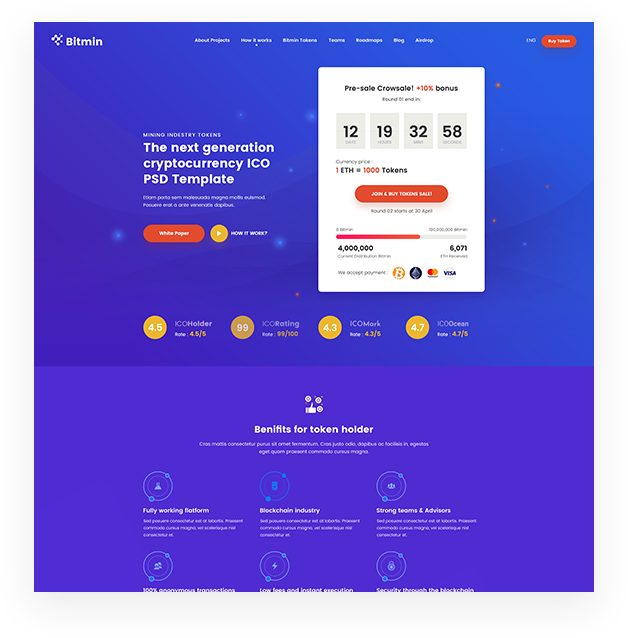 Bitmin
About Projects How it works Bitmin Tokens Teams Roadmaps Blog Airdrop ENG Buy Token
Pre-sale Crowsale! +10% bonus
Round 01 end in:
12 19 32 58
DAYS HOURS MINS SECONDS
Currency price :
1 ETH = 1000 Tokens
JOIN & BUY TOKENS SALE!
Round 02 starts at 30 April
0 Bitmin 100,000,000 Bitmin
4,000,000 6,071
Current Distribution Bitmin ETH Received
We accept payment : VISA
MINING INDESTRY TOKENS
The next generation
cryptocurrency ICO
PSD Template
Etiam porta sem malesuada magna mollis euismod.
Posuere erat a ante venenatis dapibus.
White Paper HOW IT WORK?
4.5 ICOHolder
Rate : 4.5/5
99 ICORating
Rate : 99/100
4.3 ICOMark
Rate : 4.3/5
4.7 ICOOcean
Rate : 4.7/5
Benifits for token holder
Cras mattis consectetur purus sit amet fermentum. Cras justo odio, dapibus ac facilisis in, egestas
eget quam praesent commodo cursus magna.
Fully working flatform
Sed posuere consectetur est at lobortis. Praesent
commodo cursus magna, vel scelerisque nisl
consectetur et.
Blockchain industry
Sed posuere consectetur est at lobortis. Praesent
commodo cursus magna, vel scelerisque nisl
consectetur et.
Strong teams & Advisors
Sed posuere consectetur est at lobortis. Praesent
commodo cursus magna, vel scelerisque nisl
consectetur et.
100% anonymous transactions
Low fees and instant execution
Security through the blockchain